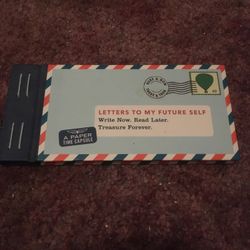 LETTERS TO MY FUTURE SELF
Write Now. Read Later.
Treasure Forever.
A PAPER
TIME CAPSULE